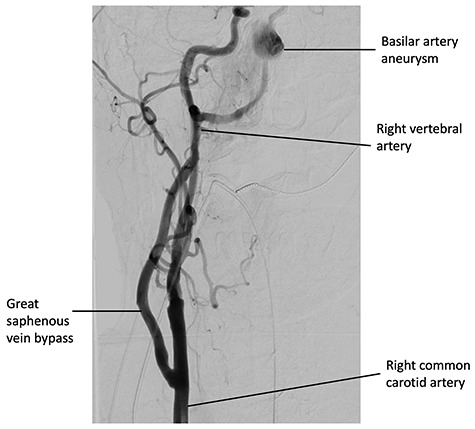 Basilar artery
aneurysm
Right vertebral
artery
Great
saphenous
vein bypass
Right common
carotid artery